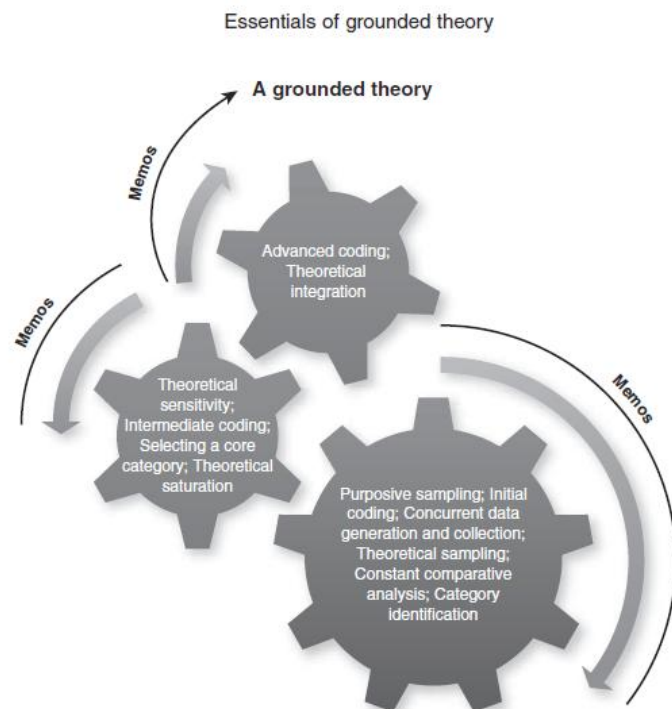 Essentials of grounded theory
A grounded theory
Memos
Advanced coding;
Theoretical
integration
Memos
Theoretical
sensitivity;
Intermediate coding;
Selecting a core
category; Theoretical
saturation
Memos
Purposive sampling; Initial
coding; Concurrent data
generation and collection;
Theoretical sampling;
Constant comparative
analysis; Category
identification